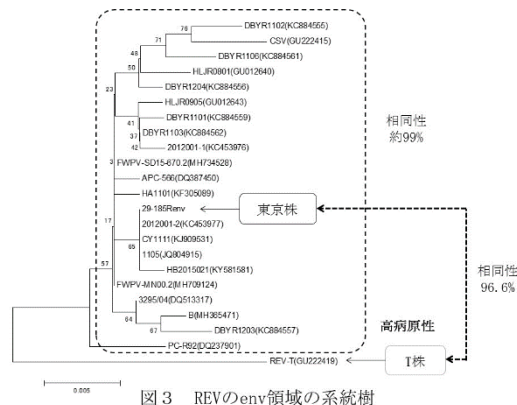 76
DBYR1102(KC884555)
71
CSV(GU222415)
48
DBYR1106(KC884561)
50
HLJR0801(GU012640)
DBYR1204(KC884556)
23
HLJR0905(GU012643)
41
DBYR1101(KC884559)
37
DBYR1103(KC884562)
42
2012001-1(KC453976)
3
FWPV-SD15-670.2(MH734528)
APC-566(DQ387450)
HA1101(KF305089)
17
29-185Renv
東京株
2012001-2(KC453977)
CY1111(KJ909531)
65
1105(JQ804915)
HB2015021(KY581581)
57
FWPV-MN00.2(MH709124)
3295/04(DQ513317)
64
B(MH365471)
67
DBYR1203(KC884557)
PC-R92(DQ237901)
REV-T(GU222419)
T株
相同性
約99%
相同性
96.6%
高病原性
0.005
図３ REVのenv領域の系統樹